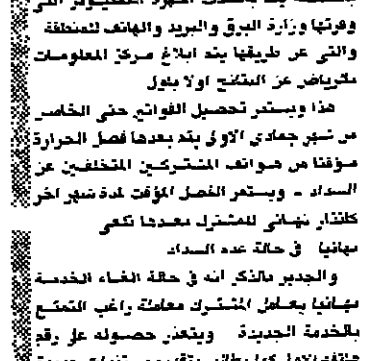 وفرتها وزارة البرق والبريد والهاتف للمنطقة
والتي عن طريقها يتم ابلاغ مركز المعلومات
بالرياض عن النتائج اولا بأول
هذا ويستمر تحصيل الفواتير حتى الخامس
من شهر جمادي الاولى يتم بعدها فصل الحرارة
مؤقتا من هواتف المشتركين المتخلفين عن
السداد - ويستمر الفصل المؤقت لمدة شهر اخر
كانذار نهائي للمشترك بعدها تلغى
نهائيا في حالة عدم السداد
والجدير بالذكر انه في حالة الغاء الخدمة
نهائيا يعامل المشترك معاملة راغب التمتع
بالخدمة الجديدة ويتعذر حصوله على رقم